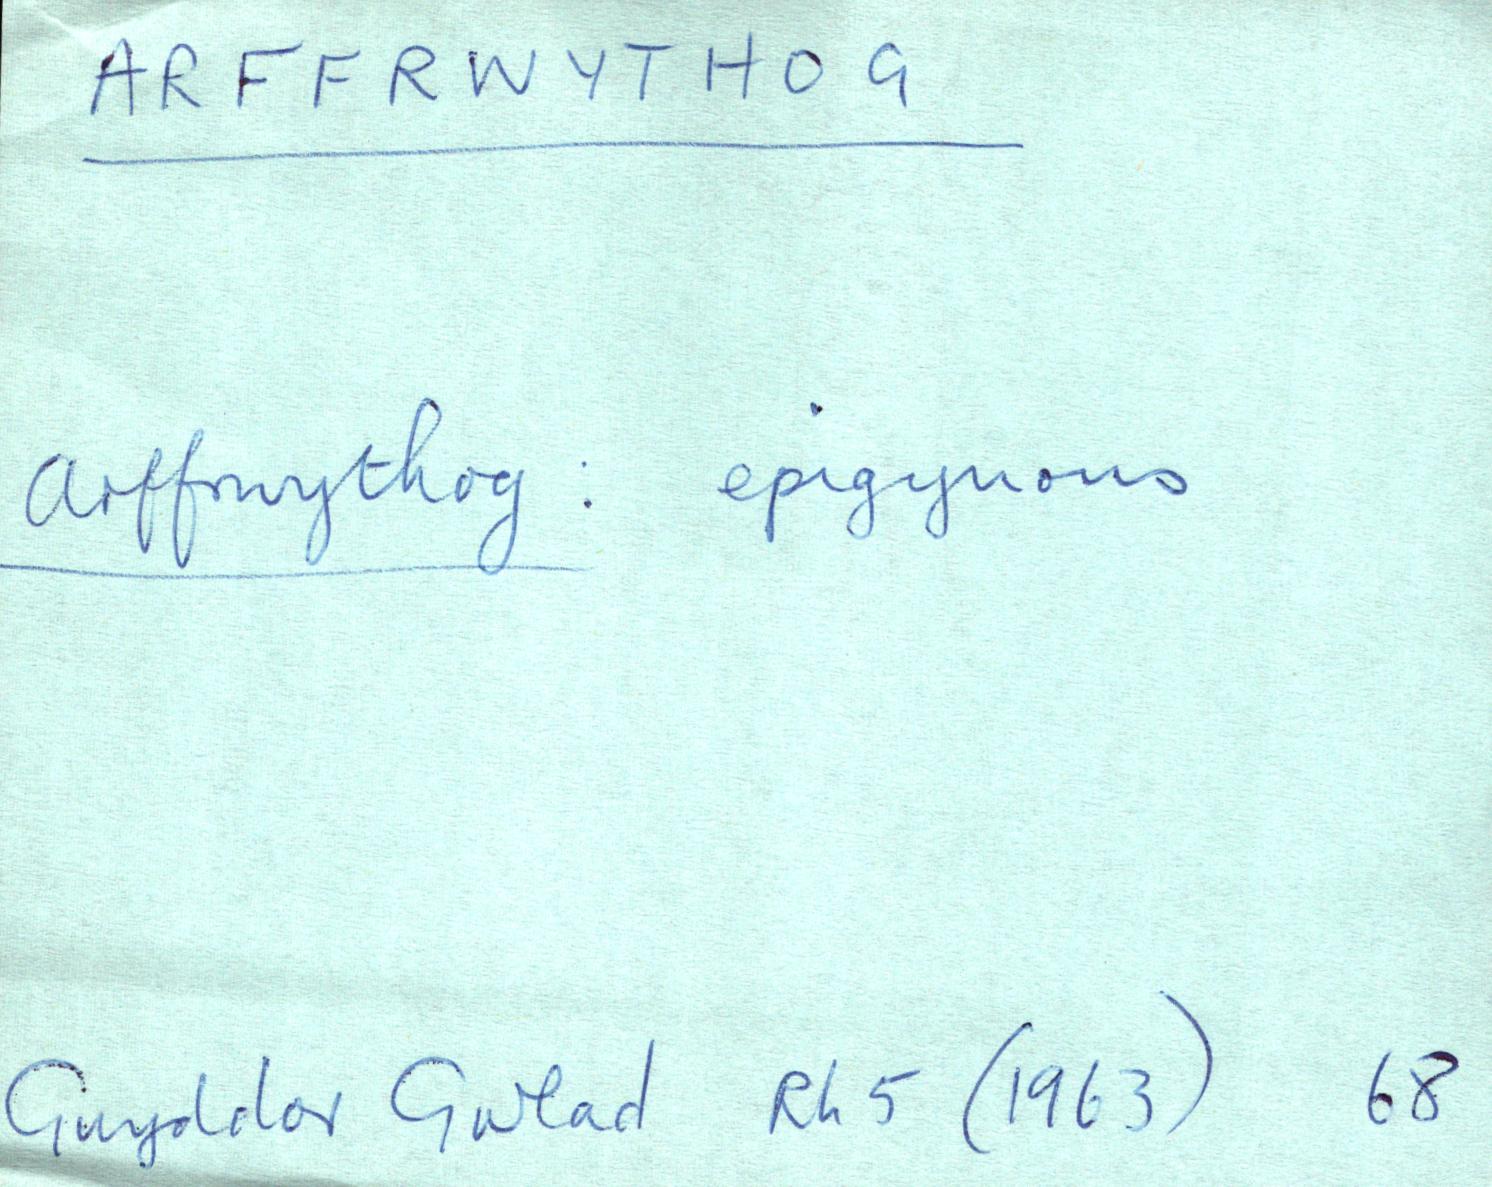 ARFFRWYTHOG
Arffrwythog: epigynous
Gwyddor Gwlad Rh 5 (1963) 68